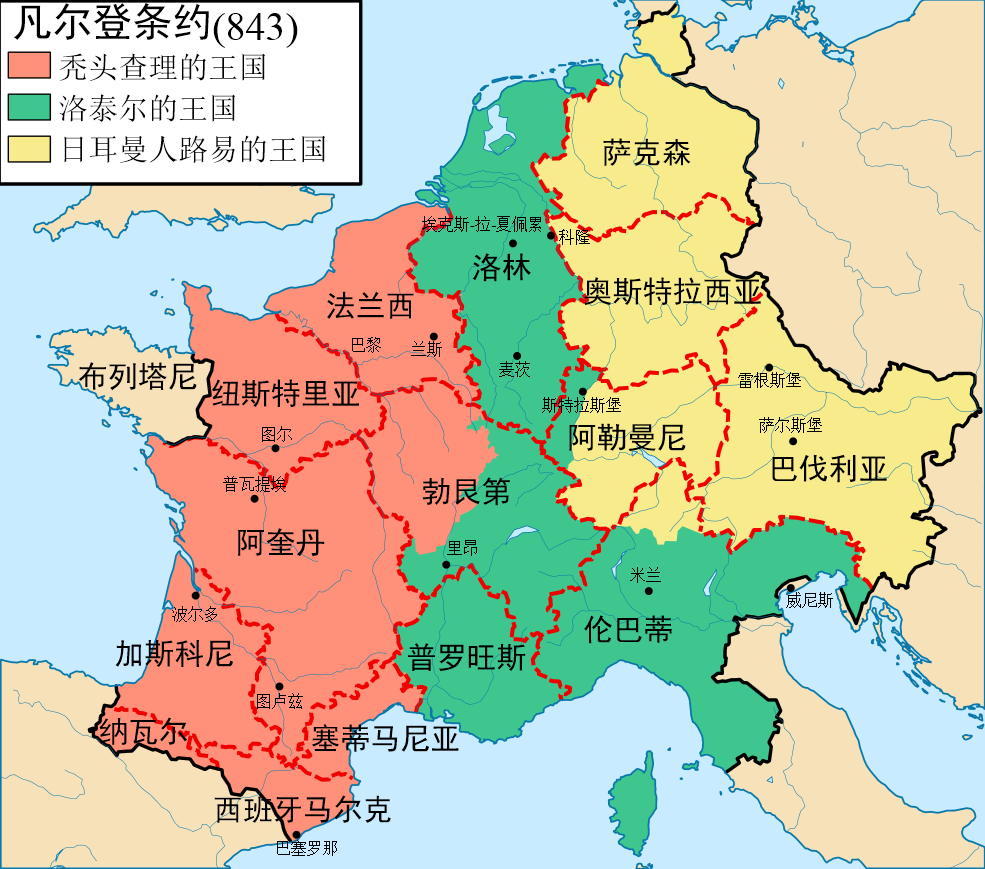 凡尔登条约(843)
秃头查理的王国
洛泰尔的王国
日耳曼人路易的王国
萨克森
埃克斯-拉-夏佩累
科隆
洛林
奥斯特拉西亚
法兰西
巴黎
兰斯
麦茨
布列塔尼
纽斯特里亚
雷根斯堡
斯特拉斯堡
图尔
阿勒曼尼
萨尔斯堡
巴伐利亚
普瓦提埃
勃艮第
阿奎丹
里昂
米兰
波尔多
威尼斯
伦巴蒂
加斯科尼
普罗旺斯
图卢兹
纳瓦尔
塞蒂马尼亚
西班牙马尔克
巴塞罗那